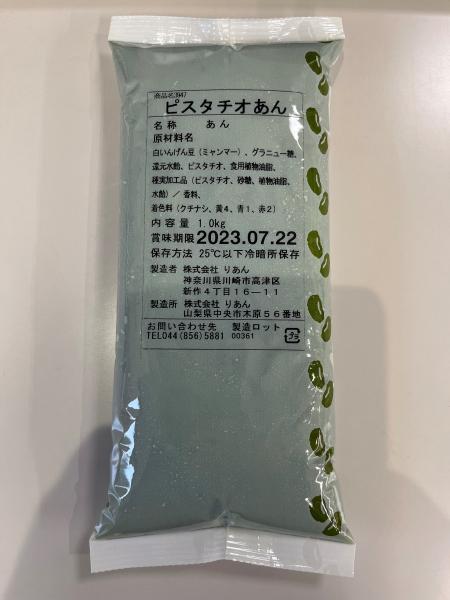 商品名3947
ピスタチオあん
名称 あん
原材料名
白いんげん豆（ミャンマー）、グラニュー糖、
還元水飴、ピスタチオ、食用植物油脂、
種実加工品（ピスタチオ、砂糖、植物油脂、
水飴）／香料、
着色料（クチナシ、黄４、青１、赤２）
内容量 1.0kg
賞味期限 2023.07.22
保存方法 25℃以下冷暗所保存
製造者 株式会社 りあん
神奈川県川崎市高津区
新作４丁目１６－１１
製造所 株式会社 りあん
山梨県中央市木原５６番地
お問い合わせ先 製造ロット
TEL044(856)5881 00361
プラ